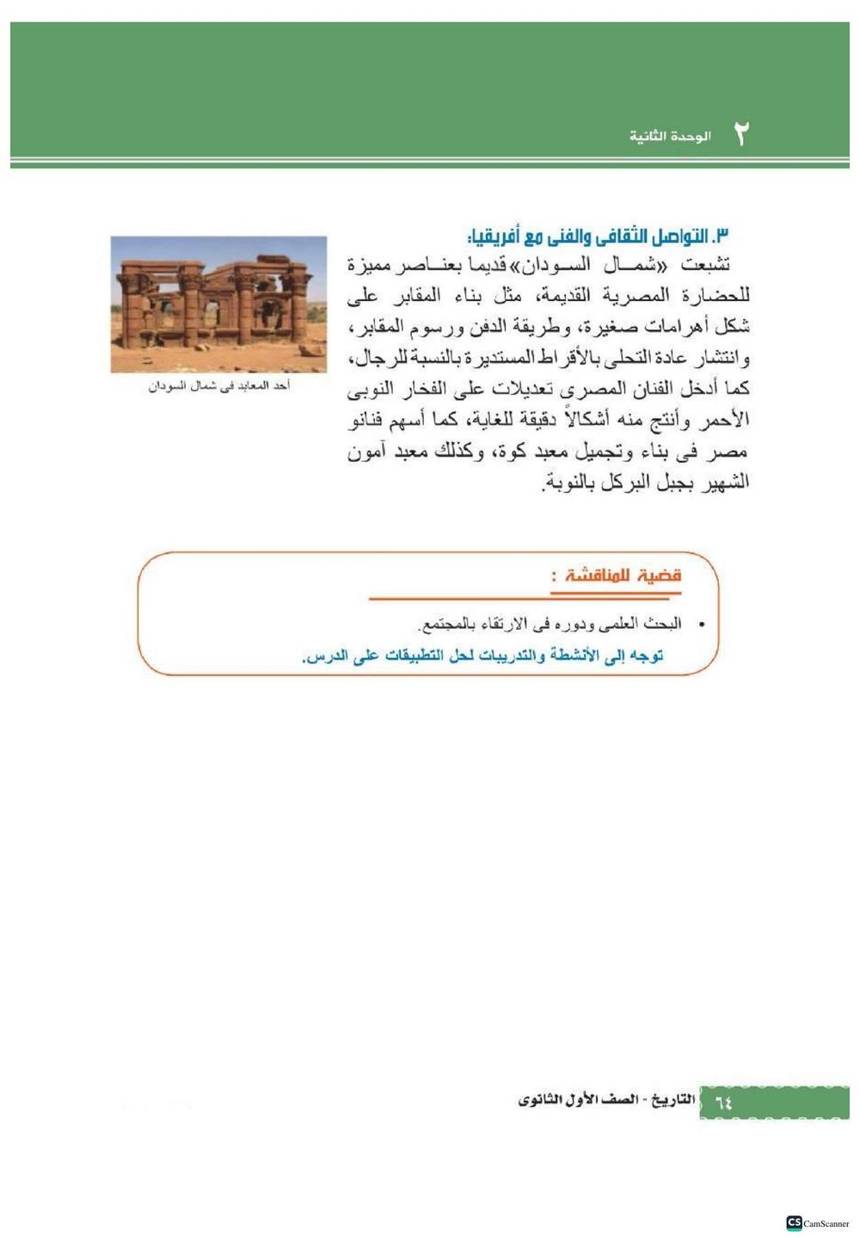 ٢ الوحدة الثانية
٣. التواصل الثقافى والفنى مع أفريقيا:
تشبعت «شمال السودان» قديما بعناصر مميزة
للحضارة المصرية القديمة، مثل بناء المقابر على
شكل أهرامات صغيرة، وطريقة الدفن ورسوم المقابر،
وانتشار عادة التحلى بالأقراط المستديرة بالنسبة للرجال،
كما أدخل الفنان المصرى تعديلات على الفخار النوبى
الأحمر وأنتج منه أشكالاً دقيقة للغاية، كما أسهم فنانو
مصر فى بناء وتجميل معبد كوة، وكذلك معبد آمون
الشهير بجبل البركل بالنوبة.
أحد المعابد فى شمال السودان
قضية للمناقشة :
• البحث العلمى ودوره فى الارتقاء بالمجتمع.
توجه إلى الأنشطة والتدريبات لحل التطبيقات على الدرس.
٦٤ التاريخ - الصف الأول الثانوى
CS CamScanner